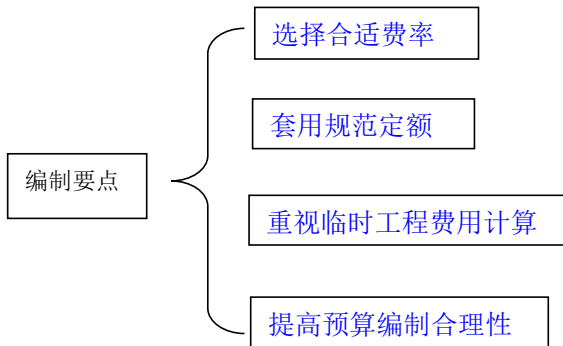 选择合适费率
套用规范定额
编制要点
重视临时工程费用计算
提高预算编制合理性